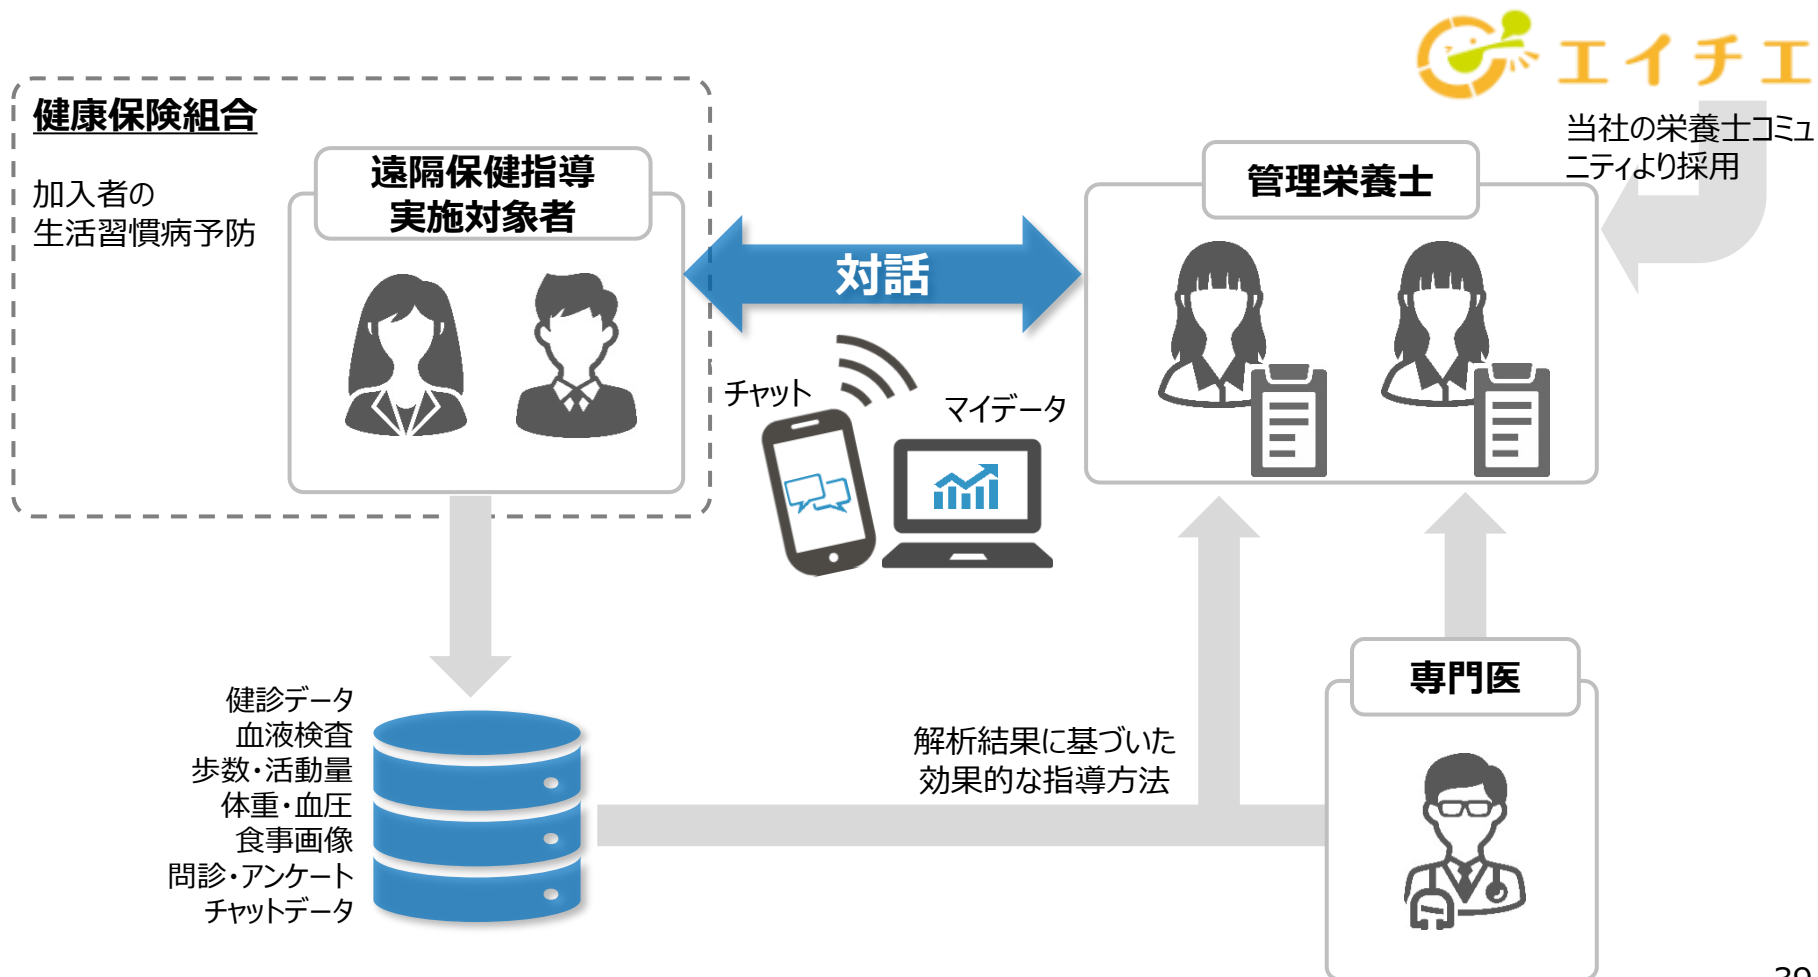 エイチエ
当社の栄養士コミュ
ニティより採用
健康保険組合
加入者の
生活習慣病予防
遠隔保健指導
実施対象者
対話
管理栄養士
チャット
マイデータ
専門医
健診データ
血液検査
歩数・活動量
体重・血圧
食事画像
問診・アンケート
チャットデータ
解析結果に基づいた
効果的な指導方法